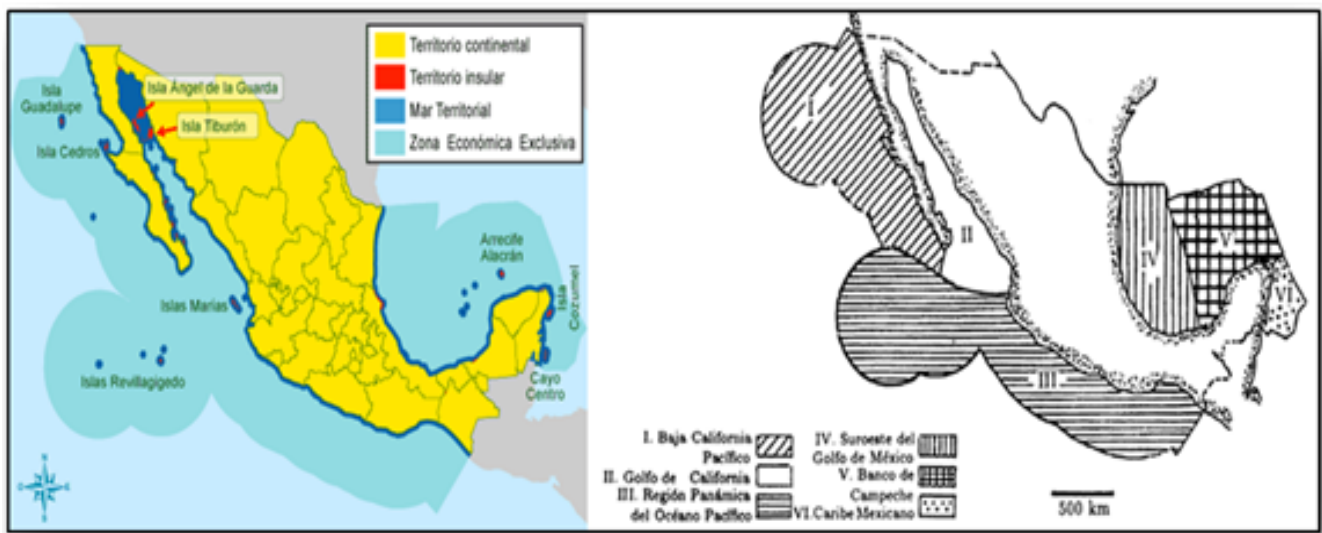 Territorio continental
Territorio insular
Mar Territorial
Zona Económica Exclusiva
Isla Ángel de la Guarda
Isla
Guadalupe
Isla Tiburón
Isla Cedros
Arrecife
Alacrán
Isla
Cozumel
Islas Marías
Islas Revillagigedo
Cayo
Centro
N
I
II
III
IV
V
VI
I. Baja California
Pacífico
II. Golfo de California
III. Región Panámica
del Océano Pacífico
IV. Suroeste del
Golfo de México
V. Banco de
Campeche
VI. Caribe Mexicano
500 km